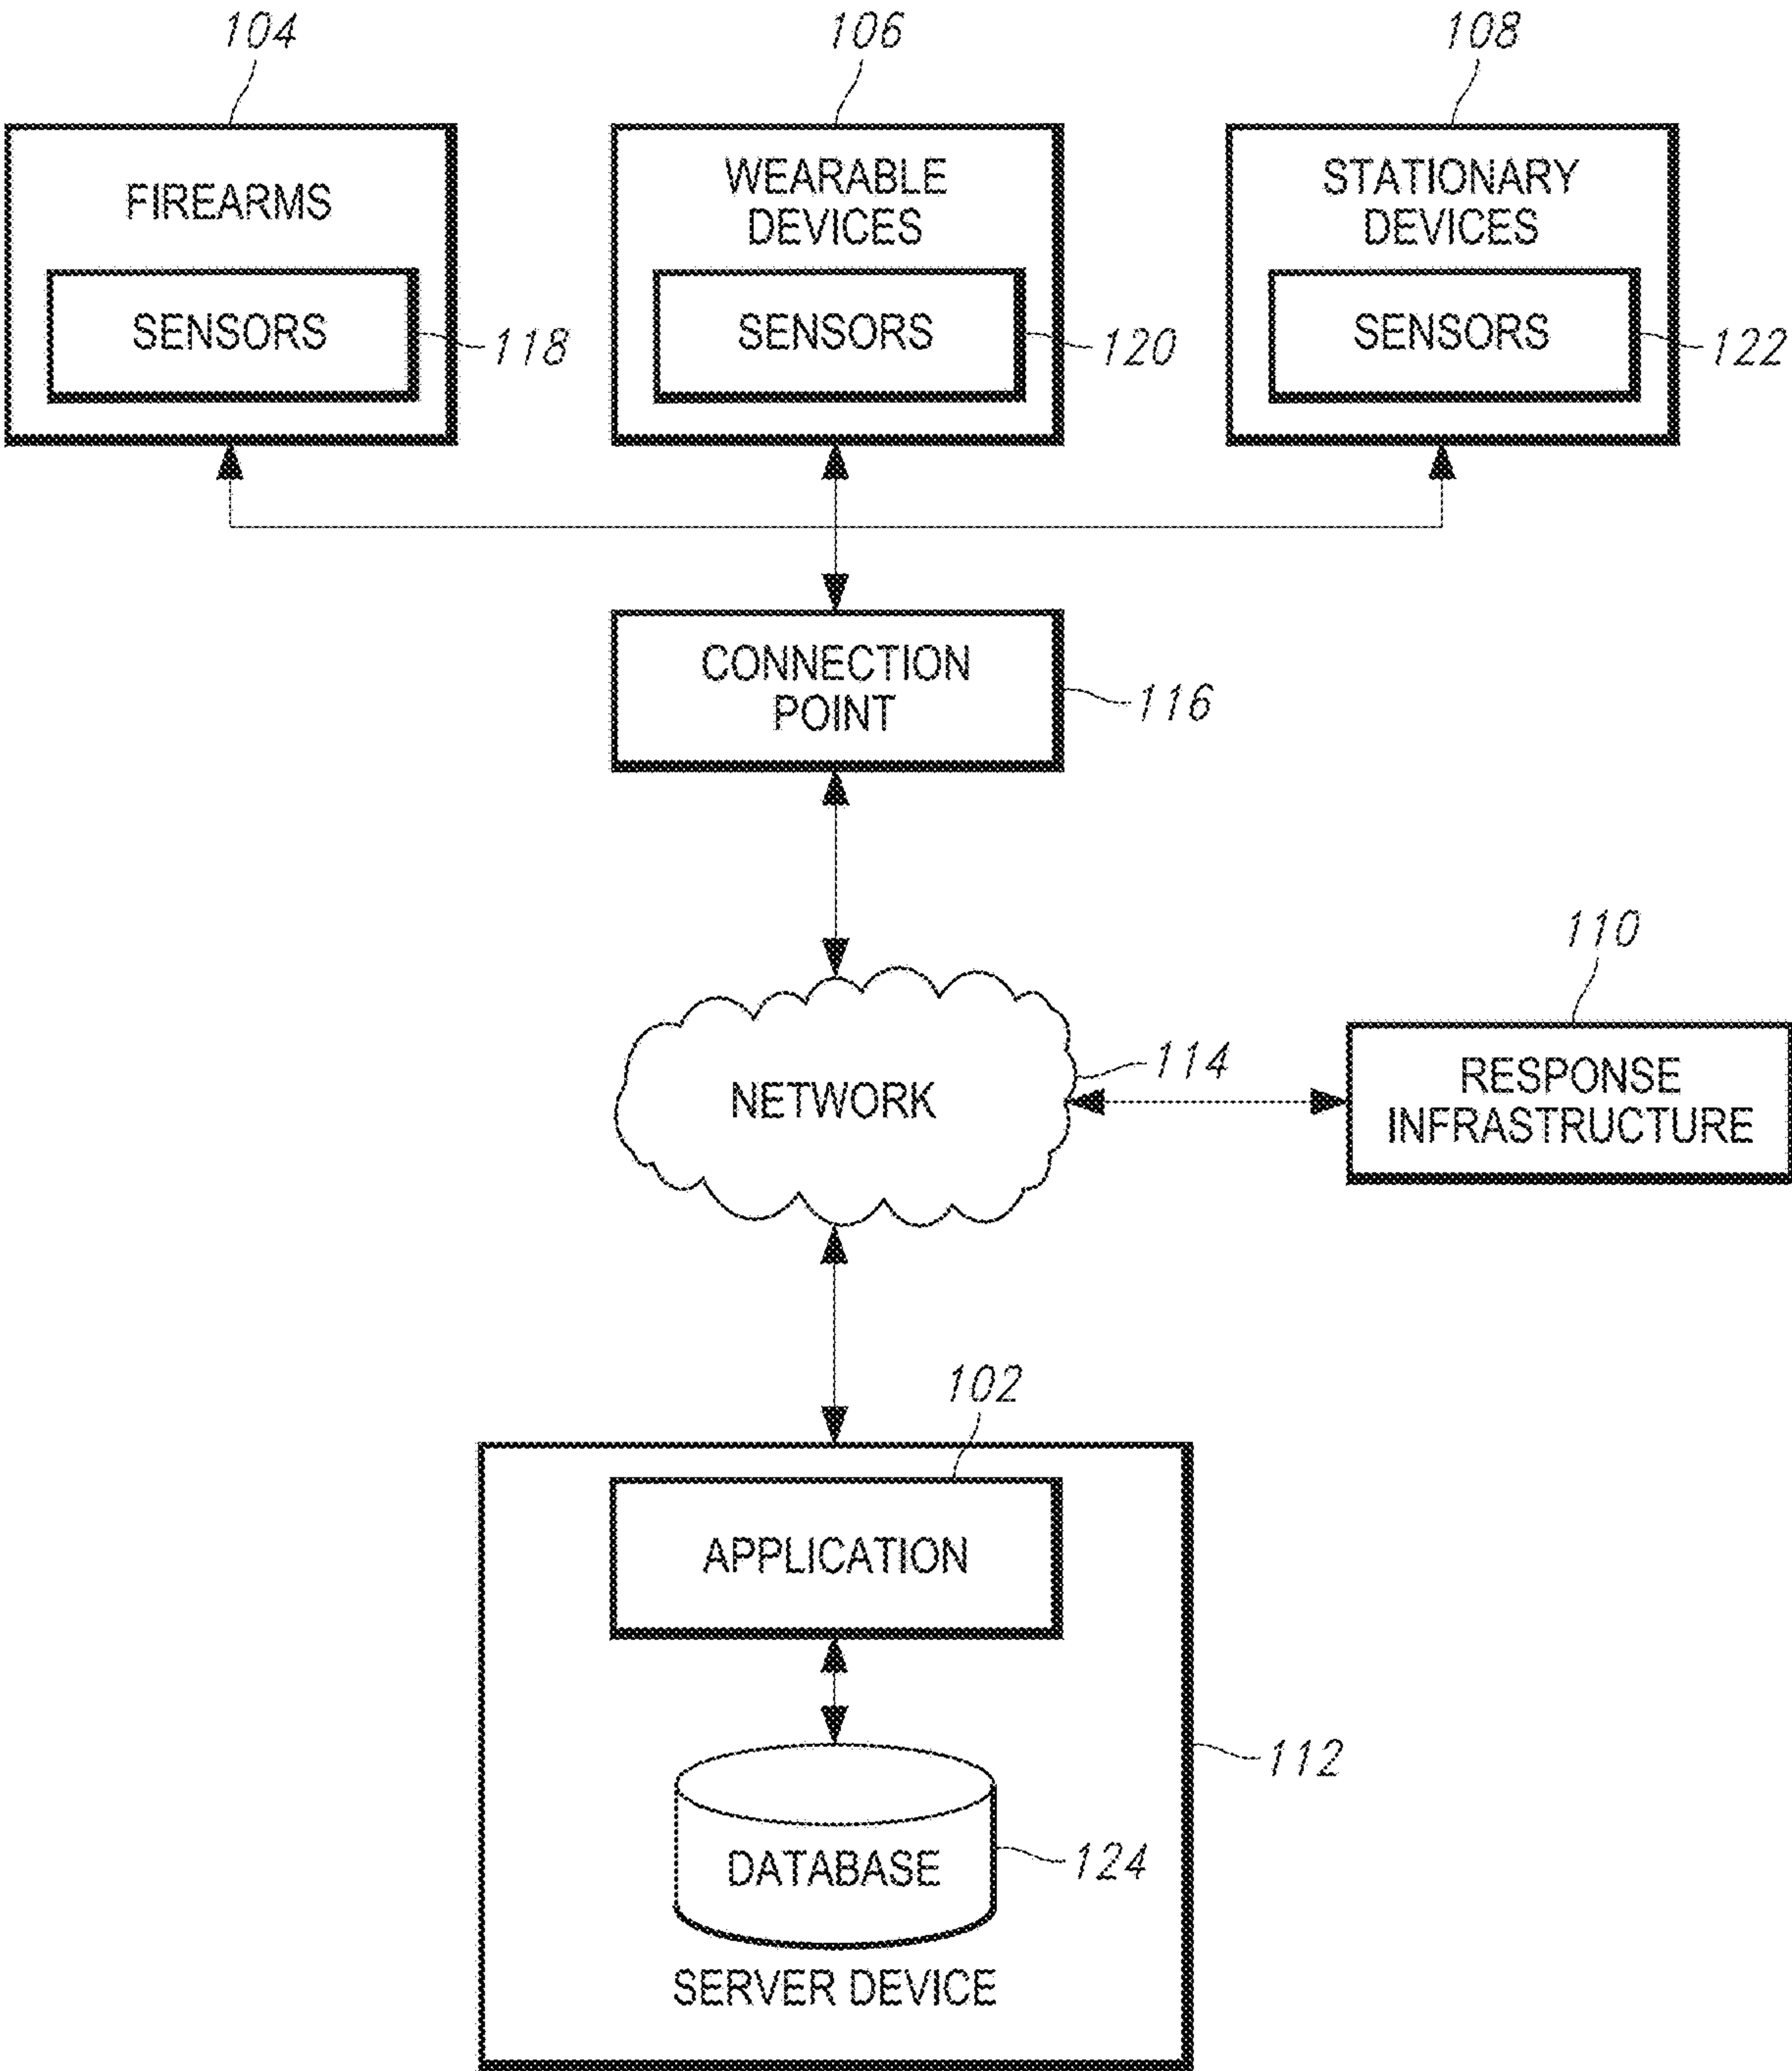 104
106
108
FIREARMS
WEARABLE
DEVICES
STATIONARY
DEVICES
SENSORS
118
SENSORS
120
SENSORS
122
CONNECTION
POINT
116
110
NETWORK
114
RESPONSE
INFRASTRUCTURE
102
APPLICATION
112
DATABASE
124
SERVER DEVICE